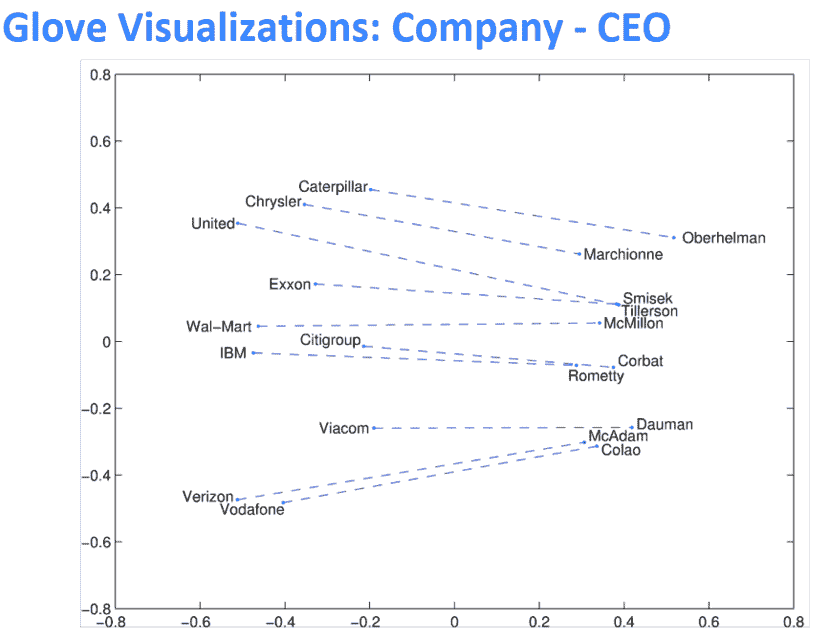 Glove Visualizations: Company - CEO
0.8
0.6
0.4
0.2
0
−0.2
−0.4
−0.6
−0.8
Caterpillar
Chrysler
United
Oberhelman
Marchionne
Exxon
Smisek
Tillerson
Wal−Mart
McMillon
Citigroup
IBM
Corbat
Rometty
Viacom
Dauman
McAdam
Colao
Verizon
Vodafone
−0.8 −0.6 −0.4 −0.2 0 0.2 0.4 0.6 0.8